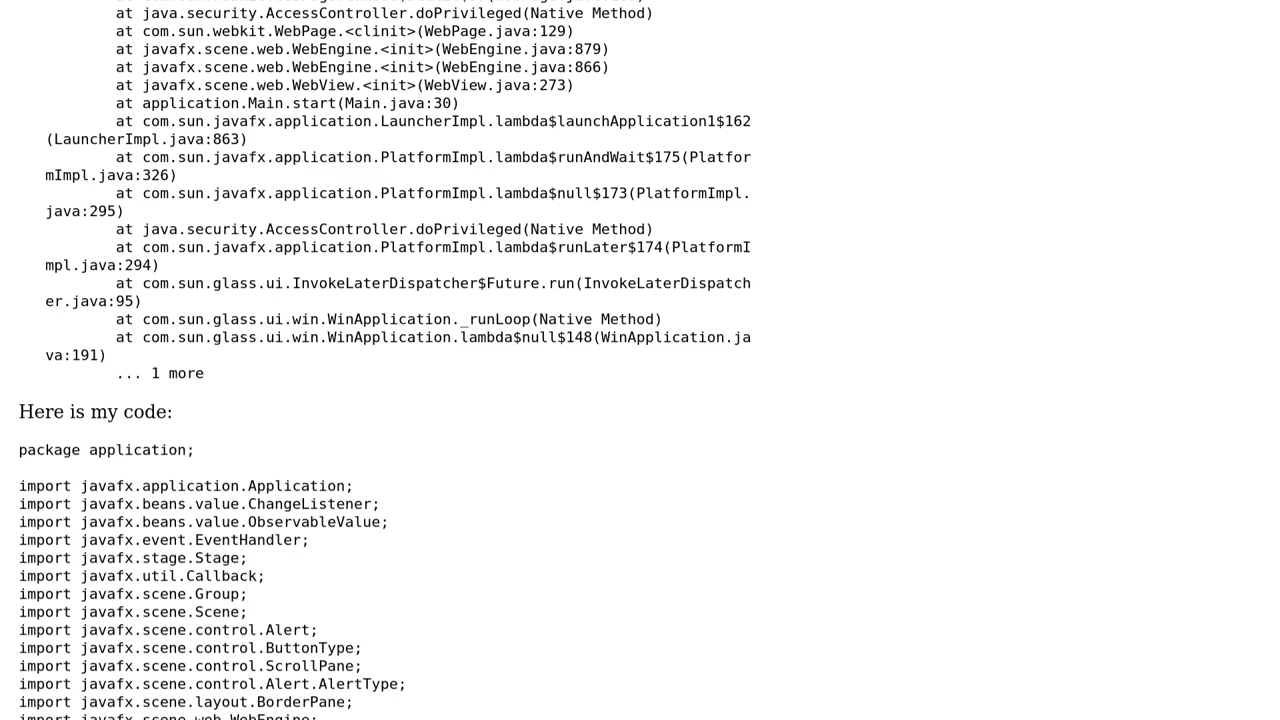 at java.security.AccessController.doPrivileged(Native Method)
at com.sun.webkit.WebPage.<clinit>(WebPage.java:129)
at javafx.scene.web.WebEngine.<init>(WebEngine.java:879)
at javafx.scene.web.WebEngine.<init>(WebEngine.java:866)
at javafx.scene.web.WebView.<init>(WebView.java:273)
at application.Main.start(Main.java:30)
at com.sun.javafx.application.LauncherImpl.lambda$launchApplication1$162
(LauncherImpl.java:863)
at com.sun.javafx.application.PlatformImpl.lambda$runAndWait$175(Platfor
mImpl.java:326)
at com.sun.javafx.application.PlatformImpl.lambda$null$173(PlatformImpl.
java:295)
at java.security.AccessController.doPrivileged(Native Method)
at com.sun.javafx.application.PlatformImpl.lambda$runLater$174(PlatformI
mpl.java:294)
at com.sun.glass.ui.InvokeLaterDispatcher$Future.run(InvokeLaterDispatch
er.java:95)
at com.sun.glass.ui.win.WinApplication._runLoop(Native Method)
at com.sun.glass.ui.win.WinApplication.lambda$null$148(WinApplication.ja
va:191)
... 1 more
Here is my code:
package application;
import javafx.application.Application;
import javafx.beans.value.ChangeListener;
import javafx.beans.value.ObservableValue;
import javafx.event.EventHandler;
import javafx.stage.Stage;
import javafx.util.Callback;
import javafx.scene.Group;
import javafx.scene.Scene;
import javafx.scene.control.Alert;
import javafx.scene.control.ButtonType;
import javafx.scene.control.ScrollPane;
import javafx.scene.control.Alert.AlertType;
import javafx.scene.layout.BorderPane;
import javafx.scene.web.WebEngine;